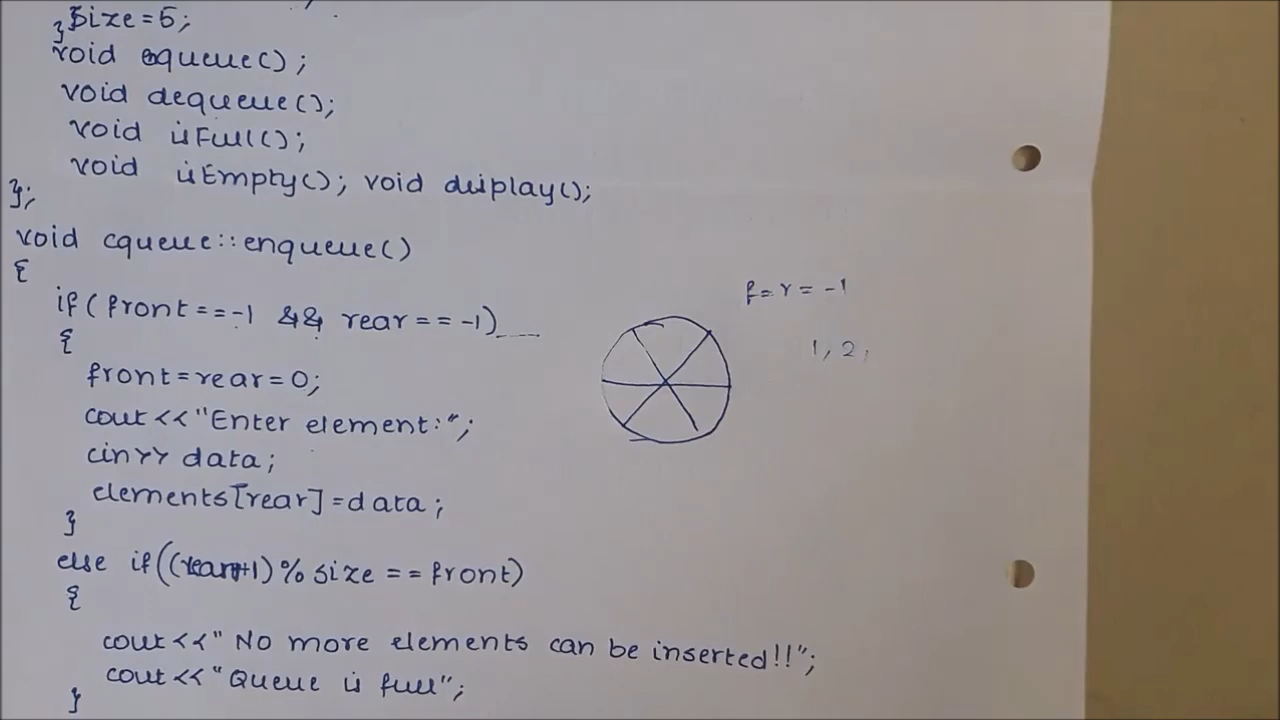 size=5;
}
void enqueue();
void dequeue();
void isFull();
void isEmpty(); void display();
};
void cqueue::enqueue()
{
if(front==-1 && rear==-1)
{
front=rear=0;
cout<<"Enter element:";
cin>> data;
elements[rear]=data;
}
else if((rear+1)%size==front)
{
cout<<"No more elements can be inserted!!";
cout<<"Queue is full";
}
f=r=-1
1, 2,